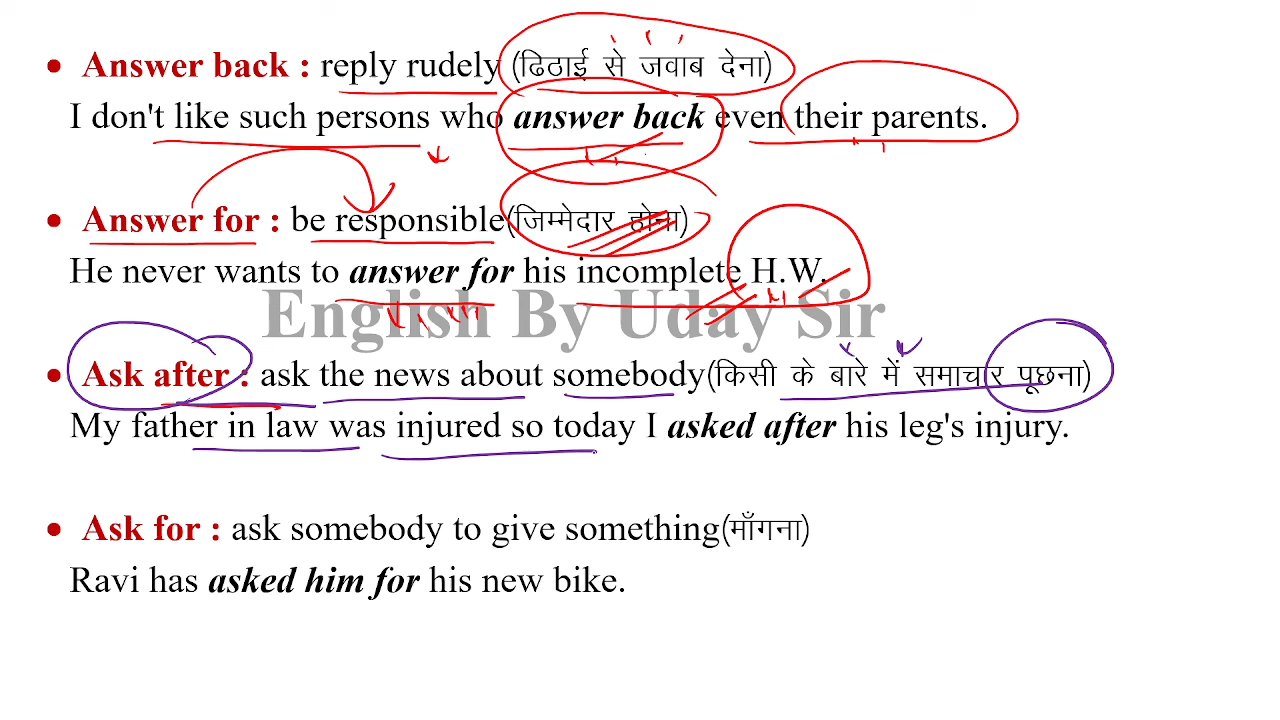 • Answer back : reply rudely (ढिठाई से जवाब देना)
I don't like such persons who answer back even their parents.
• Answer for : be responsible(जिम्मेदार होना)
He never wants to answer for his incomplete H.W.
English By Uday Sir
• Ask after : ask the news about somebody(किसी के बारे में समाचार पूछना)
My father in law was injured so today I asked after his leg's injury.
• Ask for : ask somebody to give something(माँगना)
Ravi has asked him for his new bike.